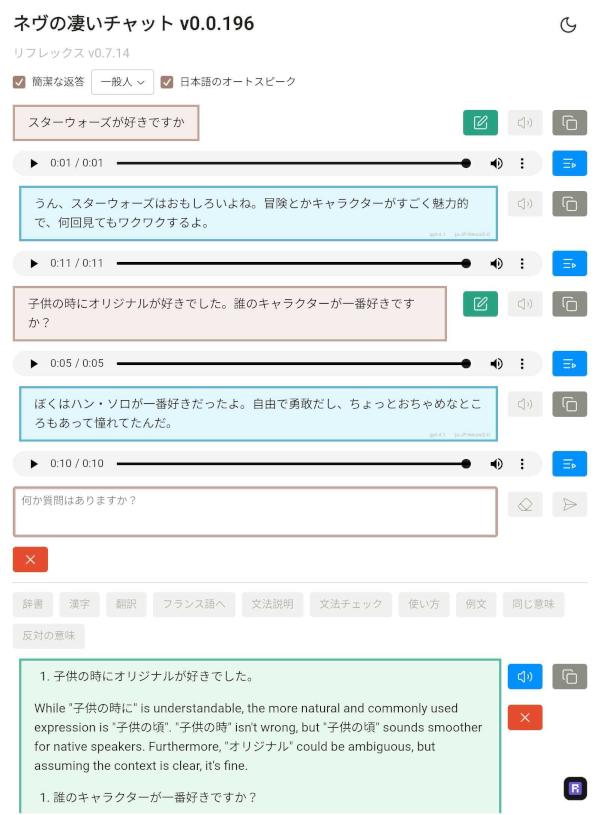 ネヴの凄いチャット v0.0.196
リフレックス v0.7.14
簡潔な返答 一般人 日本語のオートスピーク
スターウォーズが好きですか
0:01 / 0:01
うん、スターウォーズはおもしろいよね。冒険とかキャラクターがすごく魅力的
で、何回見てもワクワクするよ。
0:11 / 0:11
子供の時にオリジナルが好きでした。誰のキャラクターが一番好きです
か？
0:05 / 0:05
ぼくはハン・ソロが一番好きだったよ。自由で勇敢だし、ちょっとおちゃめなとこ
ろもあって憧れてたんだ。
0:10 / 0:10
何か質問はありますか？
辞書 漢字 翻訳 フランス語へ 文法説明 文法チェック 使い方 例文 同じ意味
反対の意味
1. 子供の時にオリジナルが好きでした。
While "子供の時に" is understandable, the more natural and commonly used
expression is "子供の頃". "子供の時" isn't wrong, but "子供の頃" sounds smoother
for native speakers. Furthermore, "オリジナル" could be ambiguous, but
assuming the context is clear, it's fine.
1. 誰のキャラクターが一番好きですか？
R